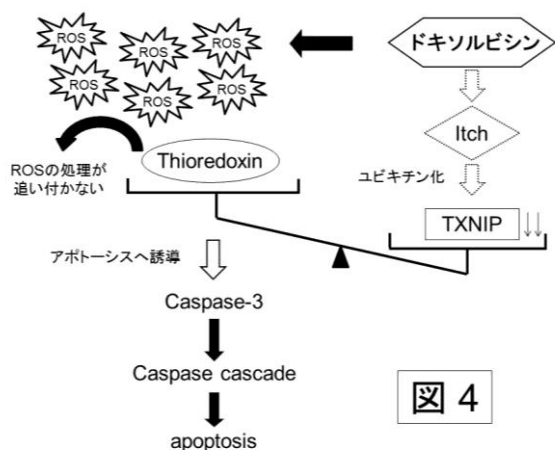 ROS
ROS
ROS
ROS
ROS
ROS
ドキソルビシン
Itch
ユビキチン化
TXNIP ↓↓
Thioredoxin
ROSの処理が
追い付かない
アポトーシスへ誘導
Caspase-3
Caspase cascade
apoptosis
図 4